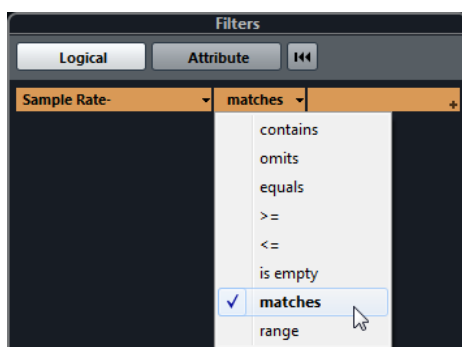 Filters
Logical Attribute
Sample Rate- matches
contains
omits
equals
>=
<=
is empty
✓ matches
range